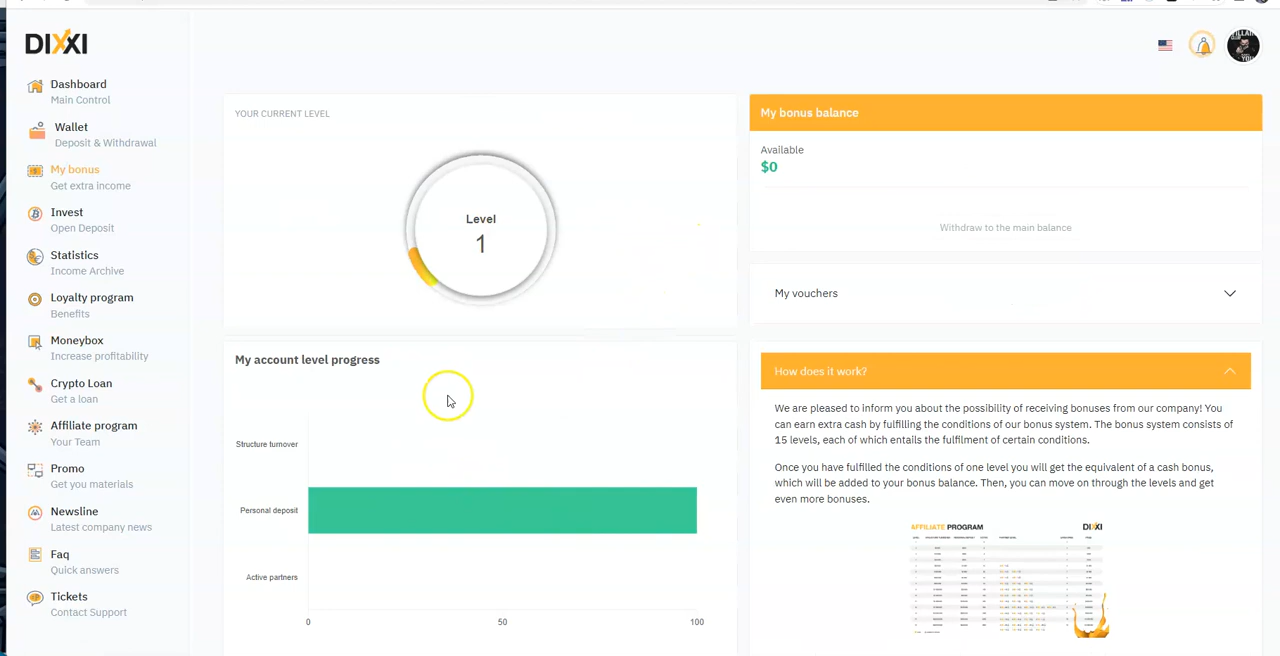 DIXXI
Dashboard
Main Control
Wallet
Deposit & Withdrawal
My bonus
Get extra income
Invest
Open Deposit
Statistics
Income Archive
Loyalty program
Benefits
Moneybox
Increase profitability
Crypto Loan
Get a loan
Affiliate program
Your Team
Promo
Get you materials
Newsline
Latest company news
Faq
Quick answers
Tickets
Contact Support
YOUR CURRENT LEVEL
Level
1
My account level progress
Structure turnover
Personal deposit
Active partners
0 50 100
My bonus balance
Available
$0
Withdraw to the main balance
My vouchers
How does it work?
We are pleased to inform you about the possibility of receiving bonuses from our company! You
can earn extra cash by fulfilling the conditions of our bonus system. The bonus system consists of
15 levels, each of which entails the fulfilment of certain conditions.
Once you have fulfilled the conditions of one level you will get the equivalent of a cash bonus,
which will be added to your bonus balance. Then, you can move on through the levels and get
even more bonuses.
AFFILIATE PROGRAM
DIXXI